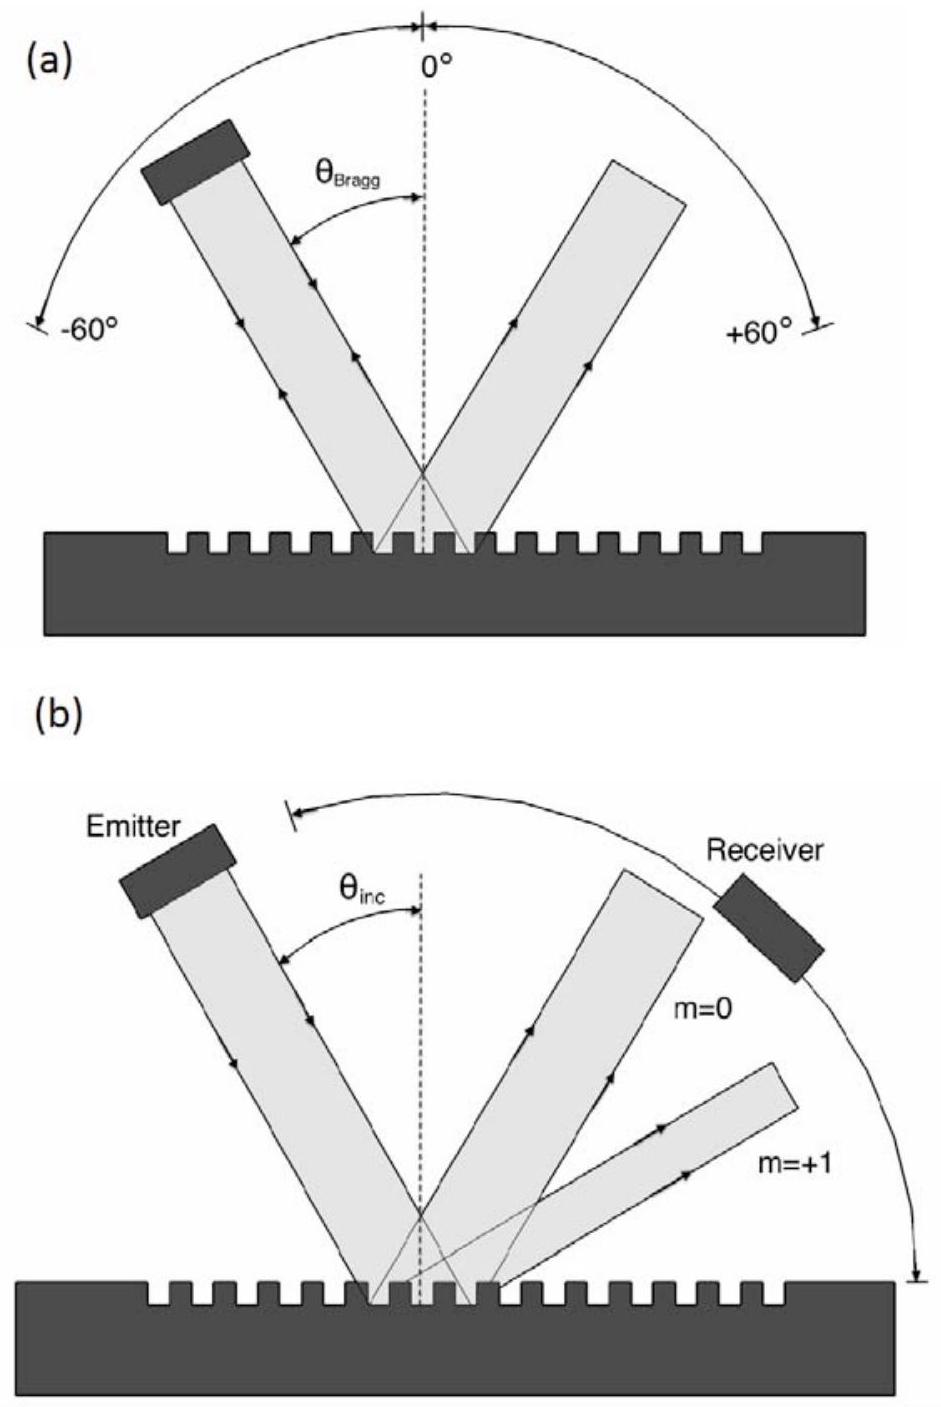 (a)
0°
θBragg
-60°
+60°
(b)
Emitter
θinc
Receiver
m=0
m=+1